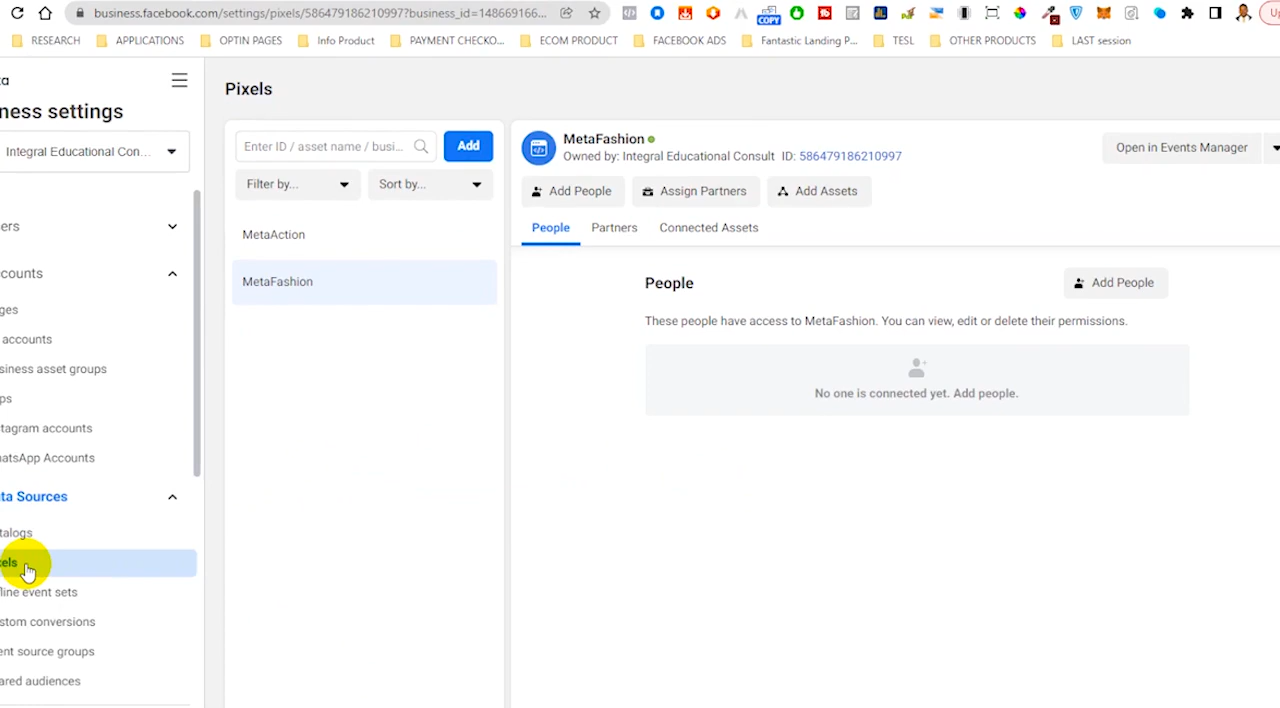 business.facebook.com/settings/pixels/586479186210997?business_id=148669166...
COPY
RESEARCH
APPLICATIONS
OPTIN PAGES
Info Product
PAYMENT CHECKO...
ECOM PRODUCT
FACEBOOK ADS
Fantastic Landing P...
TESL
OTHER PRODUCTS
LAST session
ta
ness settings
Integral Educational Con...
ers
counts
ges
accounts
siness asset groups
ps
tagram accounts
hatsApp Accounts
ta Sources
talogs
xels
fline event sets
stom conversions
ent source groups
ared audiences
Pixels
Enter ID / asset name / busi...
Add
Filter by...
Sort by...
MetaAction
MetaFashion
MetaFashion
Owned by: Integral Educational Consult ID: 586479186210997
Open in Events Manager
Add People
Assign Partners
Add Assets
People
Partners
Connected Assets
People
Add People
These people have access to MetaFashion. You can view, edit or delete their permissions.
No one is connected yet. Add people.